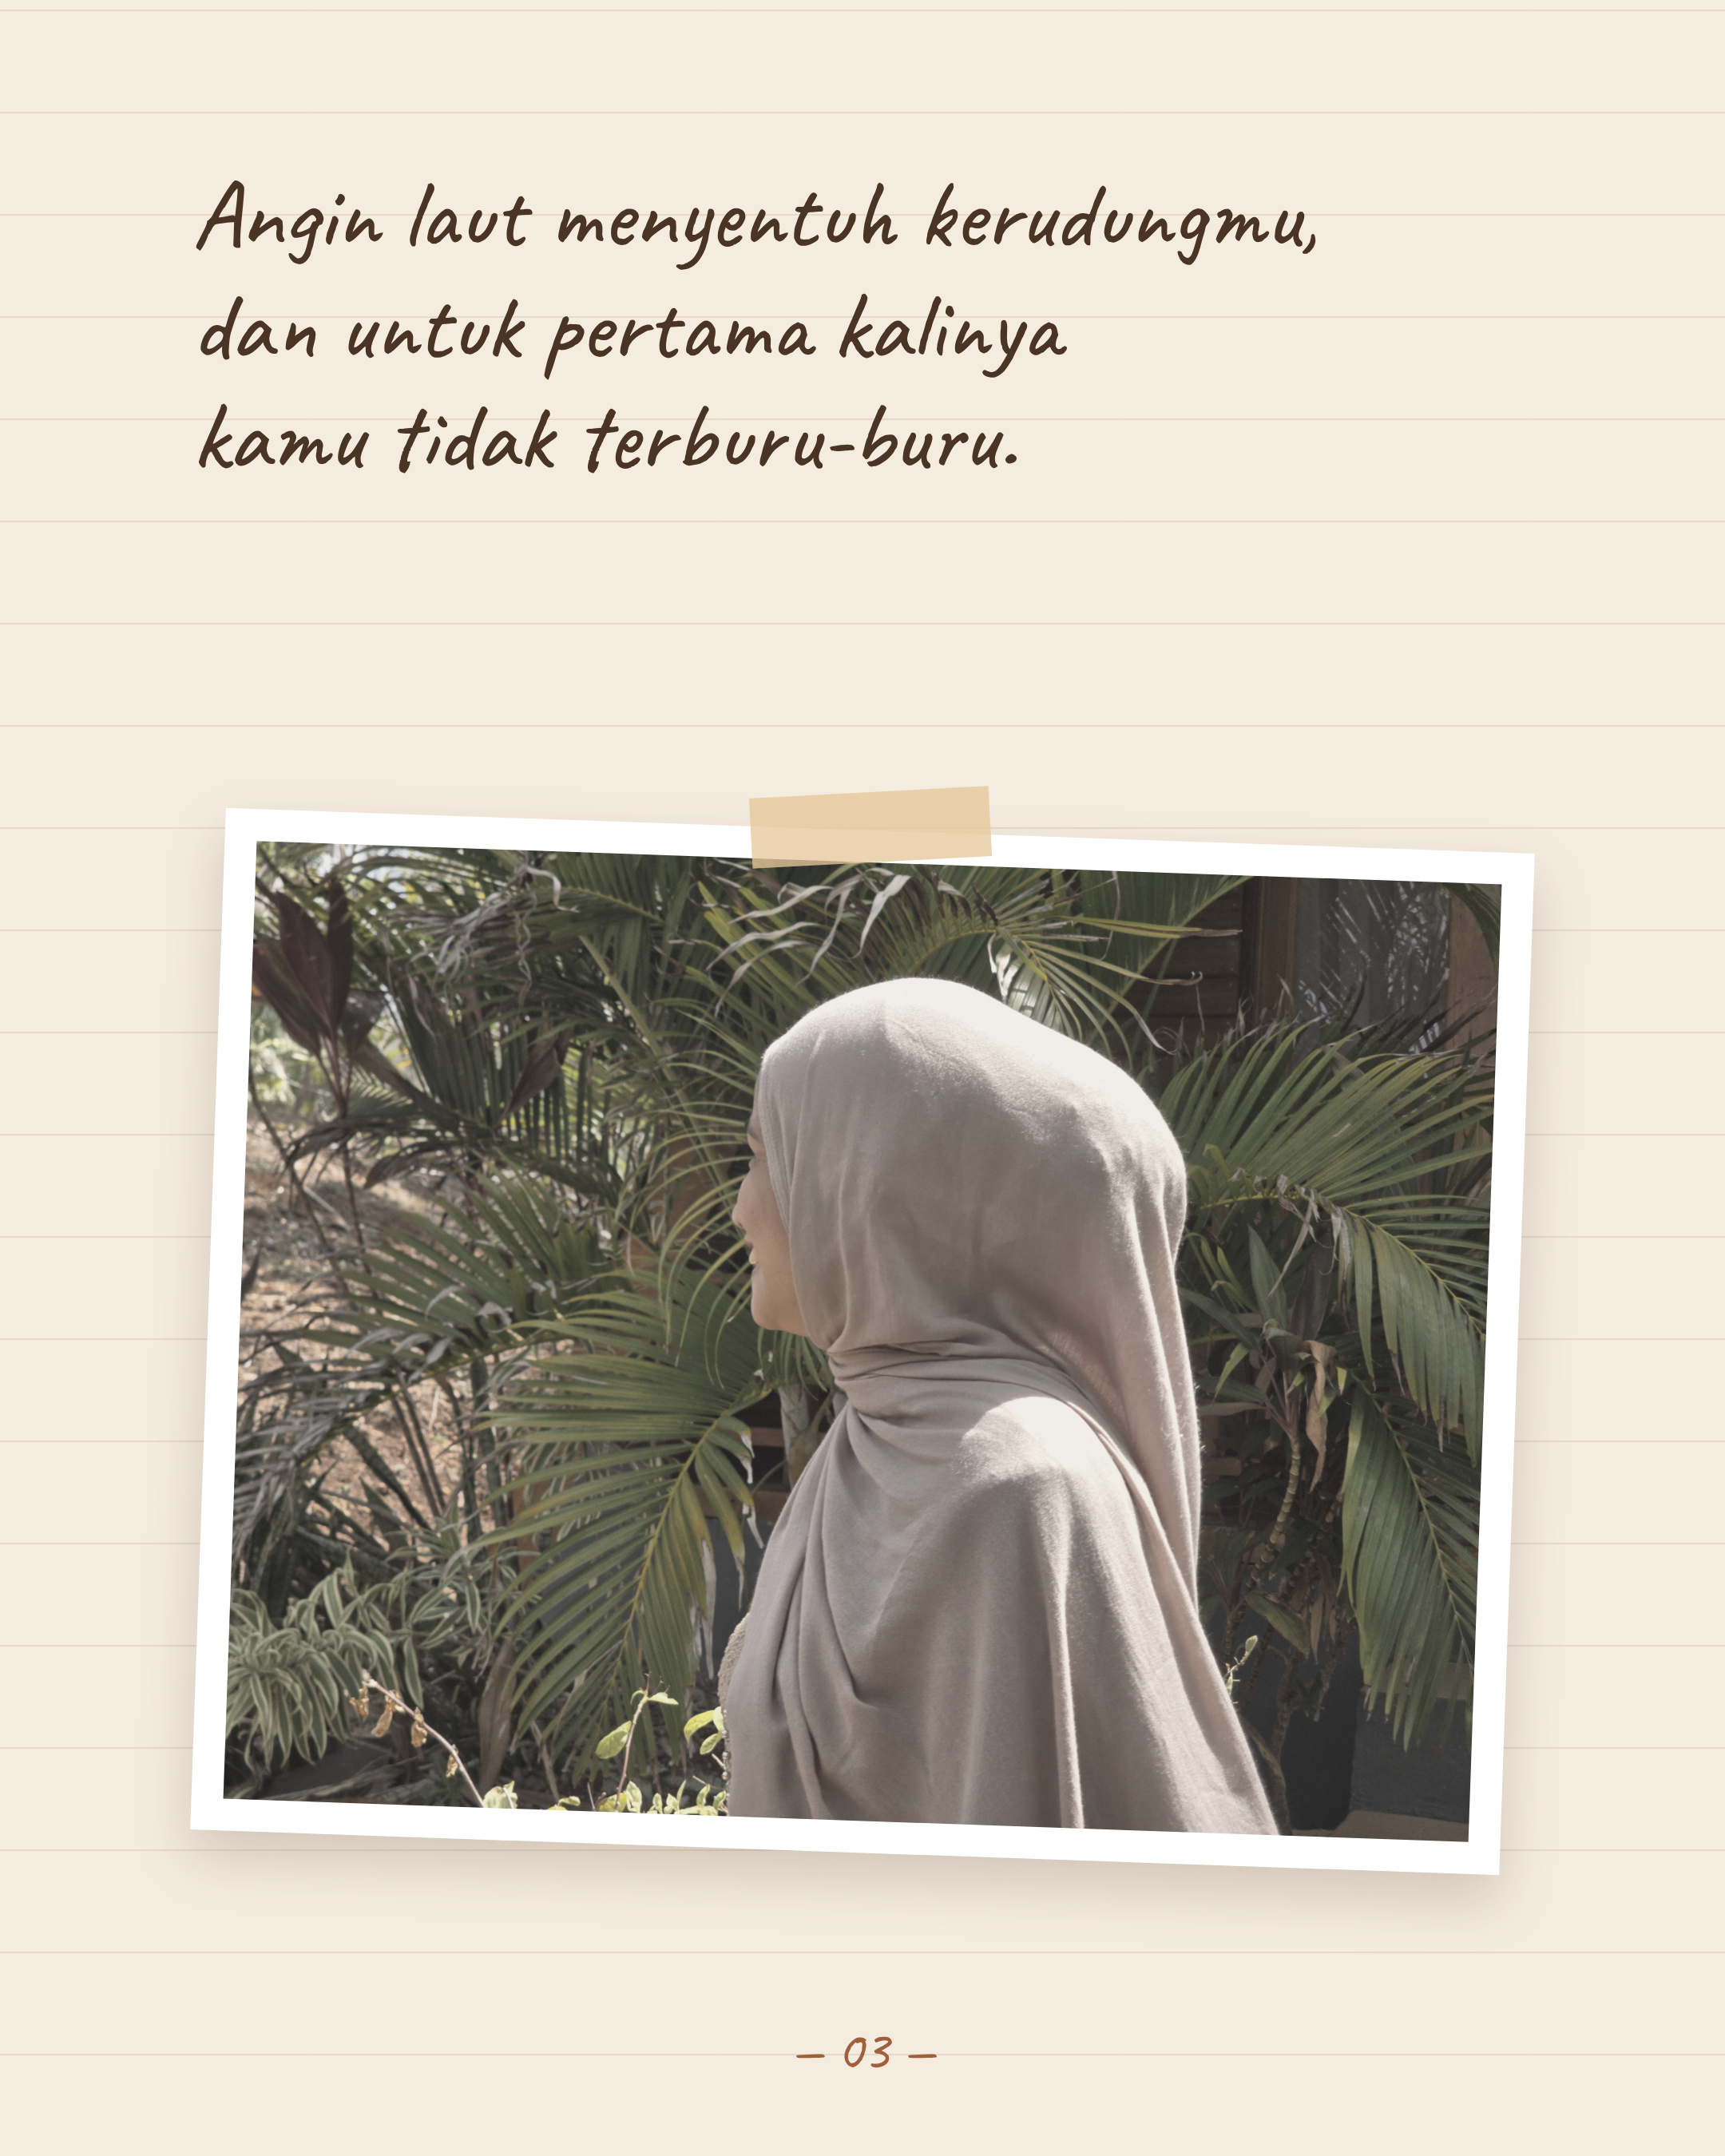 Angin laut menyentuh kerudungmu,
dan untuk pertama kalinya
kamu tidak terburu-buru.
— 03 —